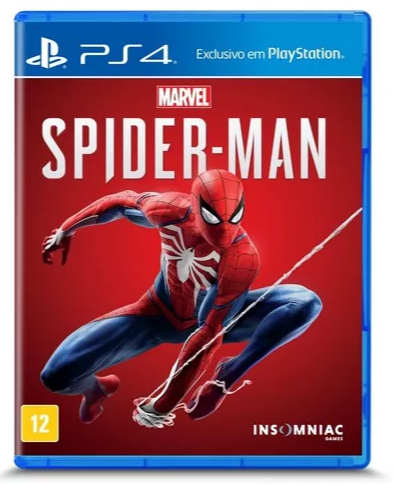 PS4 Exclusivo em PlayStation®
MARVEL
SPIDER-MAN
12
INSOMNIAC
GAMES